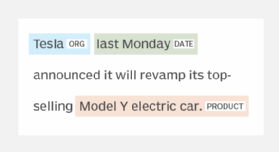 Tesla ORG last Monday DATE
announced it will revamp its top-
selling Model Y electric car. PRODUCT